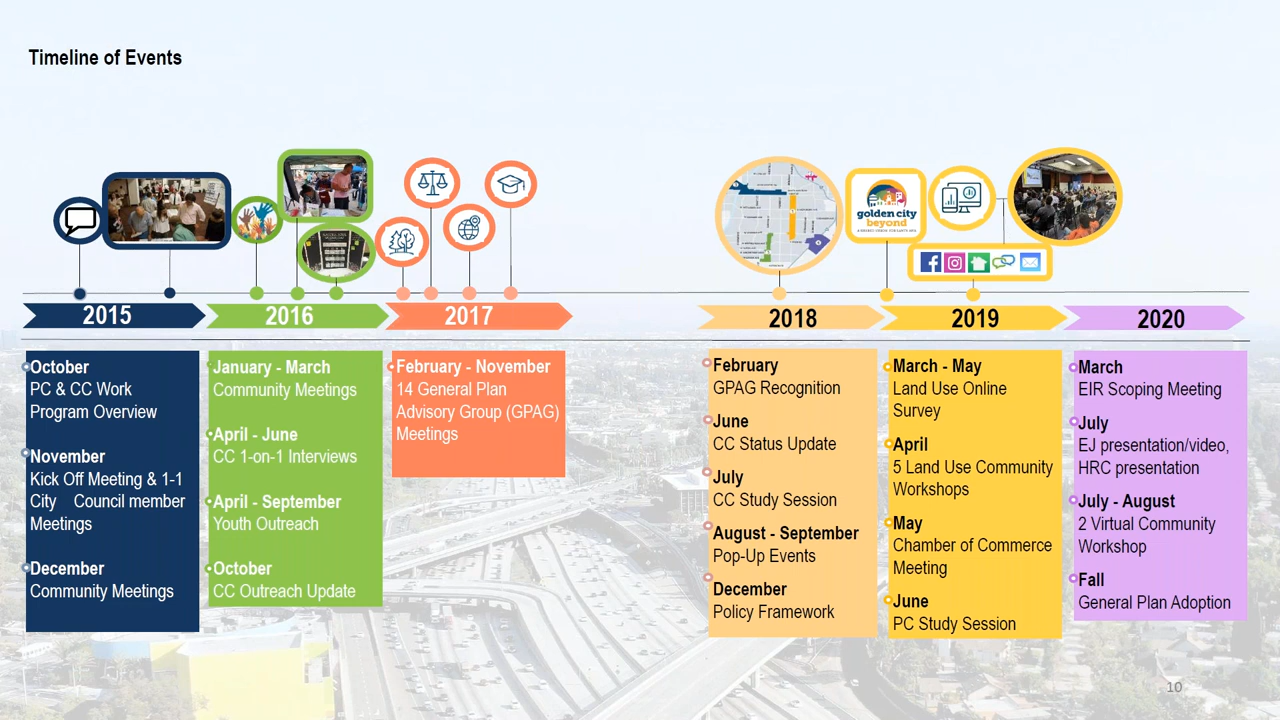 Timeline of Events
golden city
beyond
2015
2016
2017
2018
2019
2020
October
PC & CC Work
Program Overview
November
Kick Off Meeting & 1-1
City Council member
Meetings
December
Community Meetings
January - March
Community Meetings
April - June
CC 1-on-1 Interviews
April - September
Youth Outreach
October
CC Outreach Update
February - November
14 General Plan
Advisory Group (GPAG)
Meetings
February
GPAG Recognition
June
CC Status Update
July
CC Study Session
August - September
Pop-Up Events
December
Policy Framework
March - May
Land Use Online
Survey
April
5 Land Use Community
Workshops
May
Chamber of Commerce
Meeting
June
PC Study Session
March
EIR Scoping Meeting
July
EJ presentation/video,
HRC presentation
July - August
2 Virtual Community
Workshop
Fall
General Plan Adoption
10